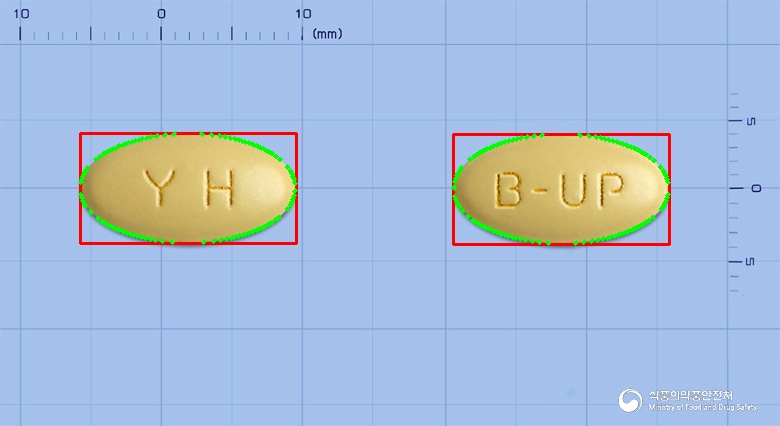 10 0 10
(mm)
YH
B-UP
5
0
5
식품의약품안전처
Ministry of Food and Drug Safety